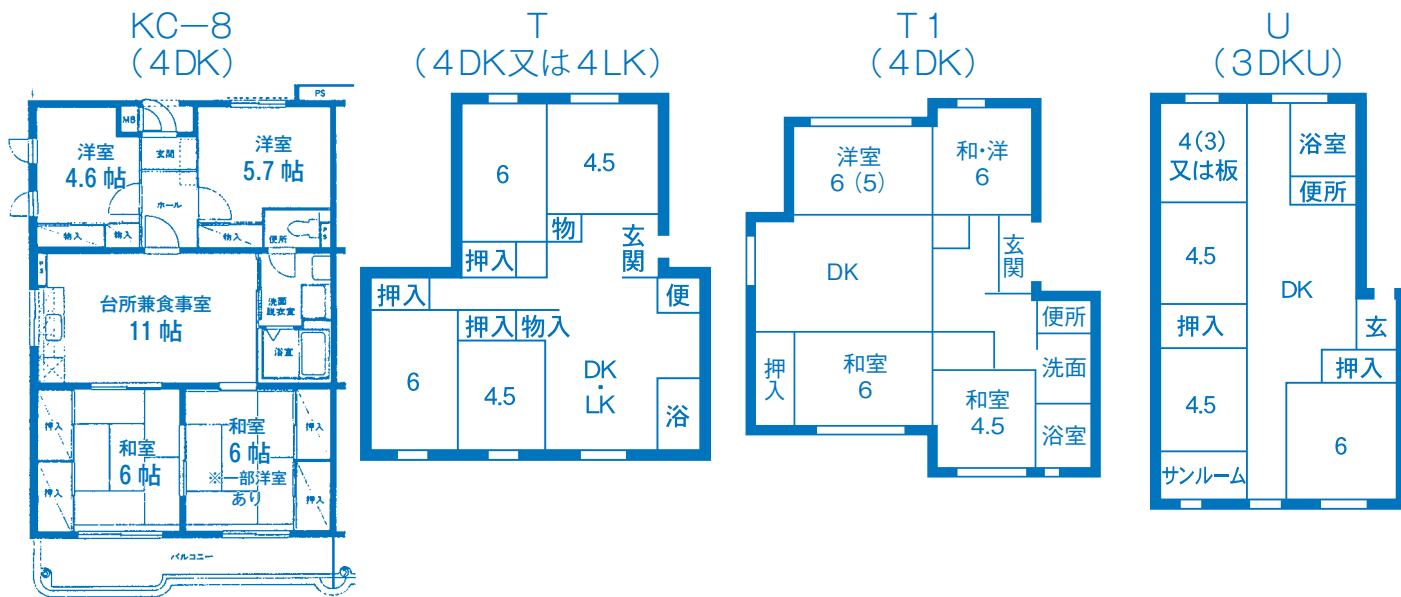 KC−8
(4DK)
PS
MB
玄関
洋室
4.6 帖
洋室
5.7 帖
ホール
物入
物入
物入
便所
PS
PS
台所兼食事室
11 帖
洗面
脱衣室
浴室
押入
押入
和室
6 帖
和室
6 帖
※一部洋室
あり
押入
押入
バルコニー
T
(4DK又は4LK)
6
4.5
物
玄関
押入
押入
便
押入
物入
6
4.5
DK
・
LK
浴
T1
(4DK)
洋室
6(5)
和・洋
6
DK
玄関
便所
押入
和室
6
洗面
和室
4.5
浴室
U
(3DKU)
4(3)
又は板
浴室
便所
4.5
DK
押入
玄
押入
4.5
6
サンルーム